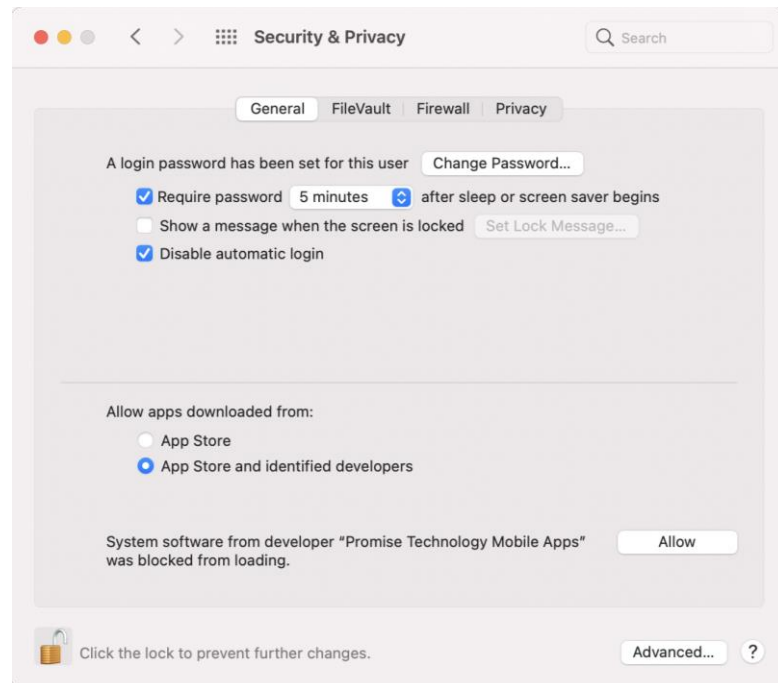 Security & Privacy
Search
General FileVault Firewall Privacy
A login password has been set for this user Change Password...
Require password 5 minutes after sleep or screen saver begins
Show a message when the screen is locked Set Lock Message...
Disable automatic login
Allow apps downloaded from:
App Store
App Store and identified developers
System software from developer “Promise Technology Mobile Apps” Allow
was blocked from loading.
Click the lock to prevent further changes. Advanced... ?